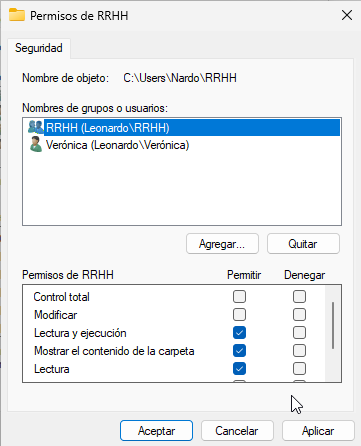 Permisos de RRHH
Seguridad
Nombre de objeto: C:\Users\Nardo\RRHH
Nombres de grupos o usuarios:
RRHH (Leonardo\RRHH)
Verónica (Leonardo\Verónica)
Agregar... Quitar
Permisos de RRHH Permitir Denegar
Control total
Modificar
Lectura y ejecución
Mostrar el contenido de la carpeta
Lectura
Aceptar Cancelar Aplicar